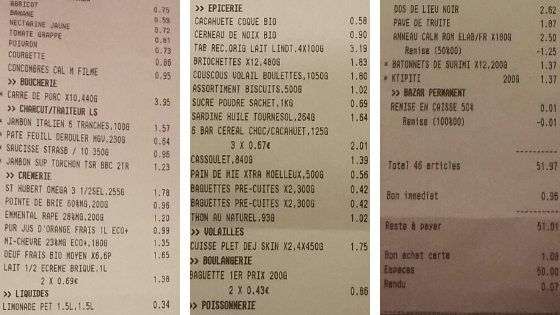 ABRICOT 0.75
BANANE 0.59
NECTARINE JAUNE 0.72
TOMATE GRAPPE 0.81
POIVRON 0.73
COURGETTE 0.86
CONCOMBRES CAL M FILME 0.95
>> BOUCHERIE
* CARRE DE PORC X10,440G 3.95
>> CHARCUT/TRAITEUR LS
* JAMBON ITALIEN 6 TRANCHES,100G 1.57
* PATE FEUILL DEROULER MGV,230G 0.64
* SAUCISSE STRASB / 10 350G 0.96
* JAMBON SUP TORCHON TSR BBC 2TR 1.23
>> CREMERIE
ST HUBERT OMEGA 3 1/2SEL,255G 1.78
POINTE DE BRIE 60%MG,200G 0.96
EMMENTAL RAPE 28%MG,200G 1.20
PUR JUS D'ORANGE FRAIS 1L ECO+ 0.99
MI-CHEVRE 23%MG ECO+,180G 1.35
OEUF FRAIS BIO MOYEN X6,6P 1.65
LAIT 1/2 ECREME BRIQUE.1L
2 X 0.69€ 1.38
>> LIQUIDES
LIMONADE PET 1.5L,1.5L 0.34
>> EPICERIE
CACAHUETE COQUE BIO 0.58
CERNEAU DE NOIX BIO 0.90
TAB REC.ORIG LAIT LINDT,4X100G 3.19
BRIOCHETTES X12,480G 1.83
COUSCOUS VOLAIL BOULETTES,1050G 1.80
ASSORTIMENT BISCUITS,500G 1.02
SUCRE POUDRE SACHET,1KG 0.69
SARDINE HUILE TOURNESOL,264G 1.64
6 BAR CEREAL CHOC/CACAHUET,125G
3 X 0.67€ 2.01
CASSOULET,840G 1.39
PAIN DE MIE XTRA MOELLEUX,500G 0.56
BAGUETTES PRE-CUITES X2,300G 0.42
BAGUETTES PRE-CUITES X2,300G 0.42
THON AU NATUREL,93G 1.02
>> VOLAILLES
CUISSE PLET DEJ SKIN X2,4X450G 1.75
>> BOULANGERIE
BAGUETTE 1ER PRIX 200G
2 X 0.43€ 0.86
>> POISSONNERIE
DOS DE LIEU NOIR 2.62
PAVE DE TRUITE 1.87
ANNEAU CALM ROM ELAB/FR X180G 2.50
Remise (50%00) -1.25
* BATONNETS DE SURIMI X12,200G 1.37
* KTIPITI 200G 1.37
>> BAZAR PERMANENT
REMISE EN CAISSE 50% 0.01
Remise (100%00) -0.01
Total 46 articles 51.97
Bon immediat 0.96
Reste à payer 51.01
Bon achat carte 1.08
Especes 50.00
Rendu 0.07